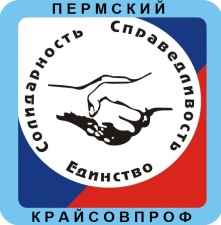 ПЕРМСКИЙ
Солидарность Справедливость
Единство
КРАЙСОВПРОФ